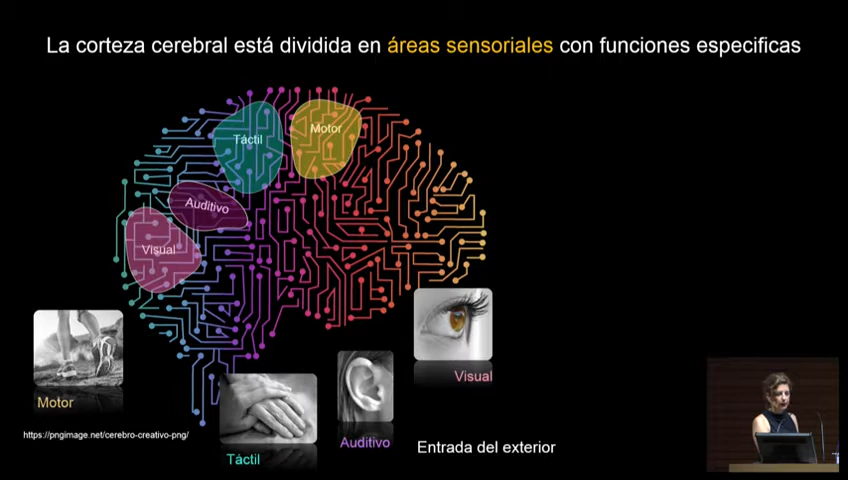 La corteza cerebral está dividida en áreas sensoriales con funciones especificas
Táctil
Motor
Auditivo
Visual
Visual
Motor
https://pngimage.net/cerebro-creativo-png/
Auditivo
Entrada del exterior
Táctil